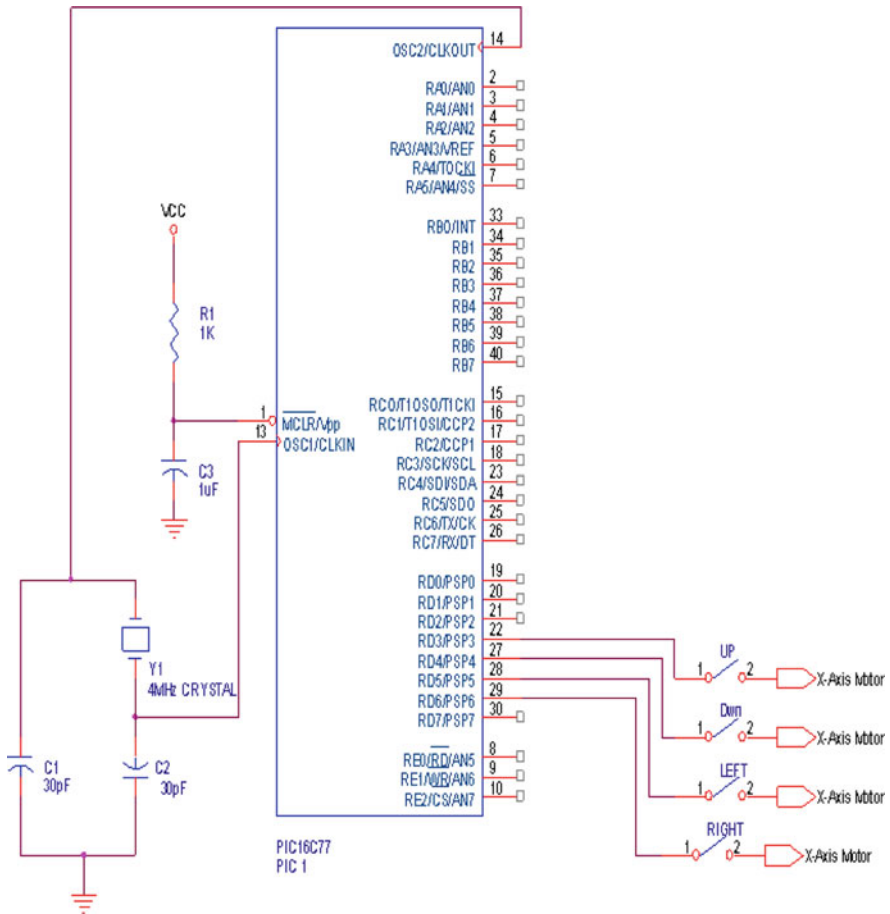 14
OSC2/CLKOUT
RA0/AN0 2
RA1/AN1 3
RA2/AN2 4
RA3/AN3/VREF 5
RA4/TOCKI 6
RA5/AN4/SS 7
RB0/INT 33
RB1 34
RB2 35
RB3 36
RB4 37
RB5 38
RB6 39
RB7 40
VCC
R1
1K
1 MCLR/Vpp
13 OSC1/CLKIN
C3
1uF
RC0/T1OSO/T1CKI 15
RC1/T1OSI/CCP2 16
RC2/CCP1 17
RC3/SCK/SCL 18
RC4/SDI/SDA 23
RC5/SDO 24
RC6/TX/CK 25
RC7/RX/DT 26
RD0/PSP0 19
RD1/PSP1 20
RD2/PSP2 21
RD3/PSP3 22
RD4/PSP4 27
RD5/PSP5 28
RD6/PSP6 29
RD7/PSP7 30
RE0/RD/AN5 8
RE1/WR/AN6 9
RE2/CS/AN7 10
Y1
4MHz CRYSTAL
C1
30pF
C2
30pF
UP
1 2 X-Axis Motor
Dwn
1 2 X-Axis Motor
LEFT
1 2 X-Axis Motor
RIGHT
1 2 X-Axis Motor
PIC16C77
PIC 1